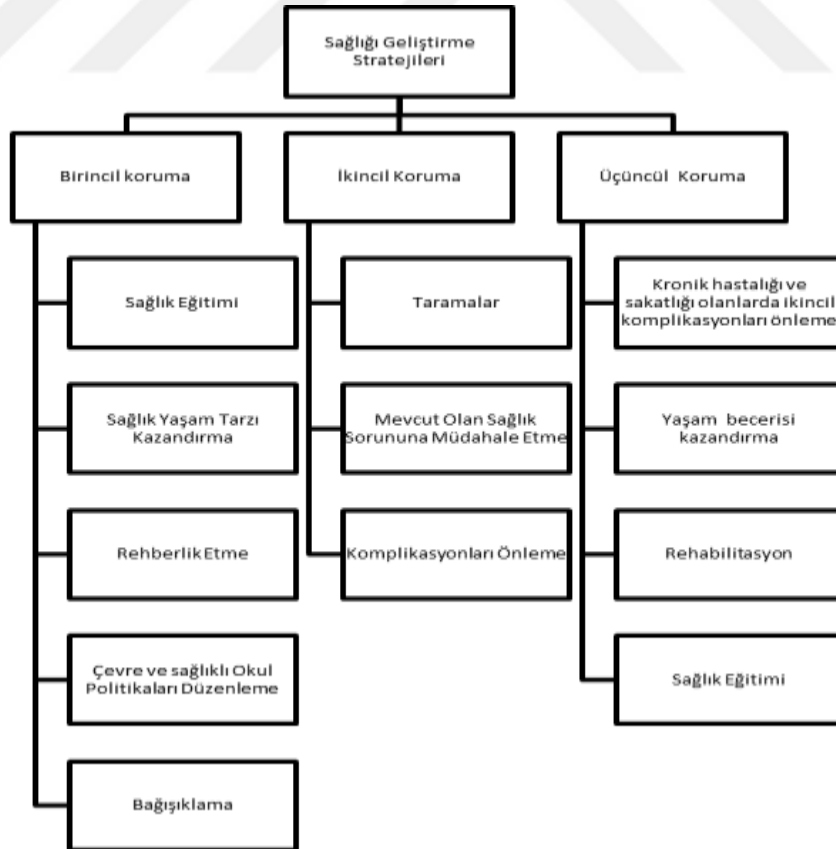 Sağlığı Geliştirme
Stratejileri
Birincil koruma
İkincil Koruma
Üçüncül Koruma
Sağlık Eğitimi
Sağlık Yaşam Tarzı
Kazandırma
Rehberlik Etme
Çevre ve sağlıklı Okul
Politikaları Düzenleme
Bağışıklama
Taramalar
Mevcut Olan Sağlık
Sorununa Müdahale Etme
Komplikasyonları Önleme
Kronik hastalığı ve
sakatlığı olanlarda ikincil
komplikasyonları önleme
Yaşam becerisi
kazandırma
Rehabilitasyon
Sağlık Eğitimi